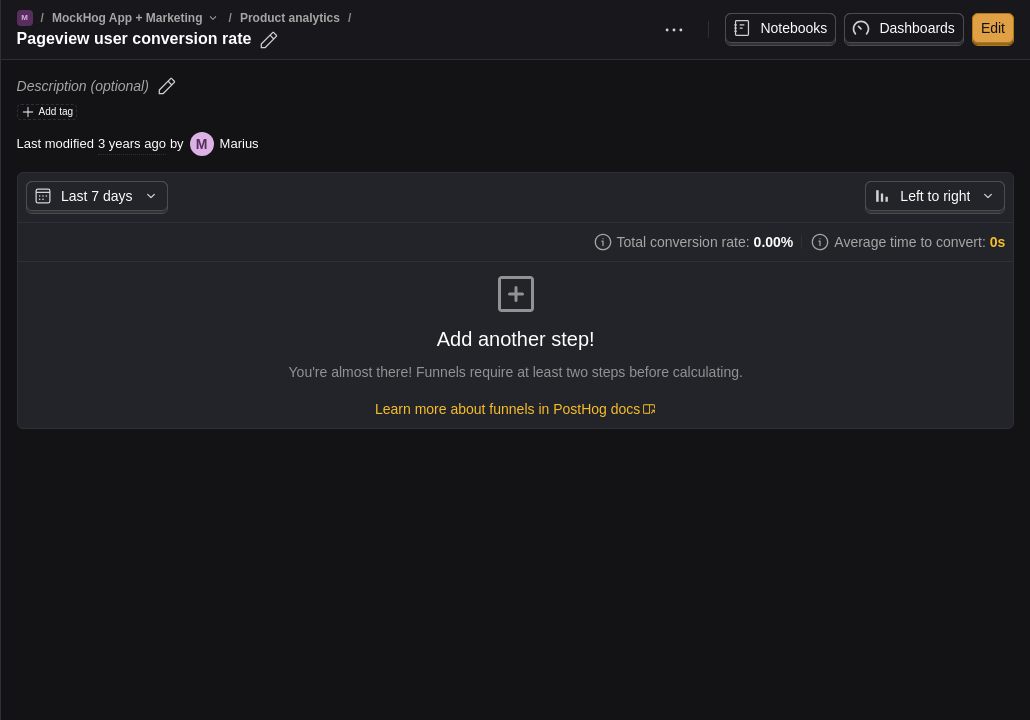 M / MockHog App + Marketing / Product analytics /
Pageview user conversion rate
Notebooks
Dashboards
Edit
Description (optional)
Add tag
Last modified 3 years ago by M Marius
Last 7 days
Left to right
Total conversion rate: 0.00%
Average time to convert: 0s
Add another step!
You're almost there! Funnels require at least two steps before calculating.
Learn more about funnels in PostHog docs